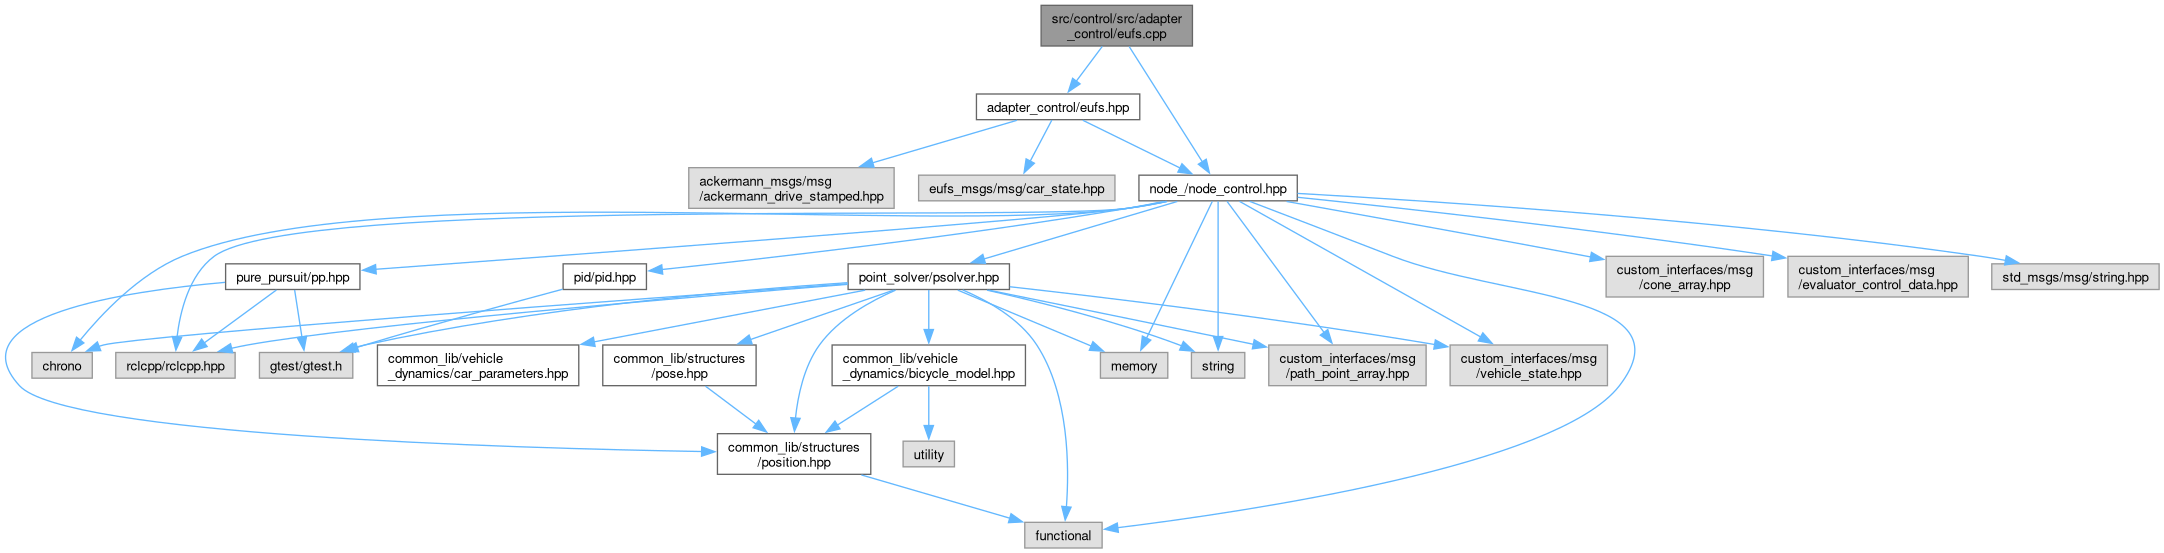 src/control/src/adapter
_control/eufs.cpp
adapter_control/eufs.hpp
ackermann_msgs/msg
/ackermann_drive_stamped.hpp
eufs_msgs/msg/car_state.hpp
node_/node_control.hpp
pure_pursuit/pp.hpp
pid/pid.hpp
point_solver/psolver.hpp
custom_interfaces/msg
/cone_array.hpp
custom_interfaces/msg
/evaluator_control_data.hpp
std_msgs/msg/string.hpp
chrono
rclcpp/rclcpp.hpp
gtest/gtest.h
common_lib/vehicle
_dynamics/car_parameters.hpp
common_lib/structures
/pose.hpp
common_lib/vehicle
_dynamics/bicycle_model.hpp
memory
string
custom_interfaces/msg
/path_point_array.hpp
custom_interfaces/msg
/vehicle_state.hpp
common_lib/structures
/position.hpp
utility
functional